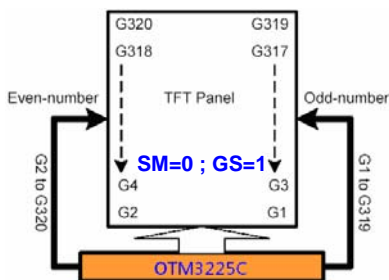 G320 G319
G318 G317
Even-number TFT Panel Odd-number
SM=0 ; GS=1
G2 to G320
G1 to G319
G4 G3
G2 G1
OTM3225C